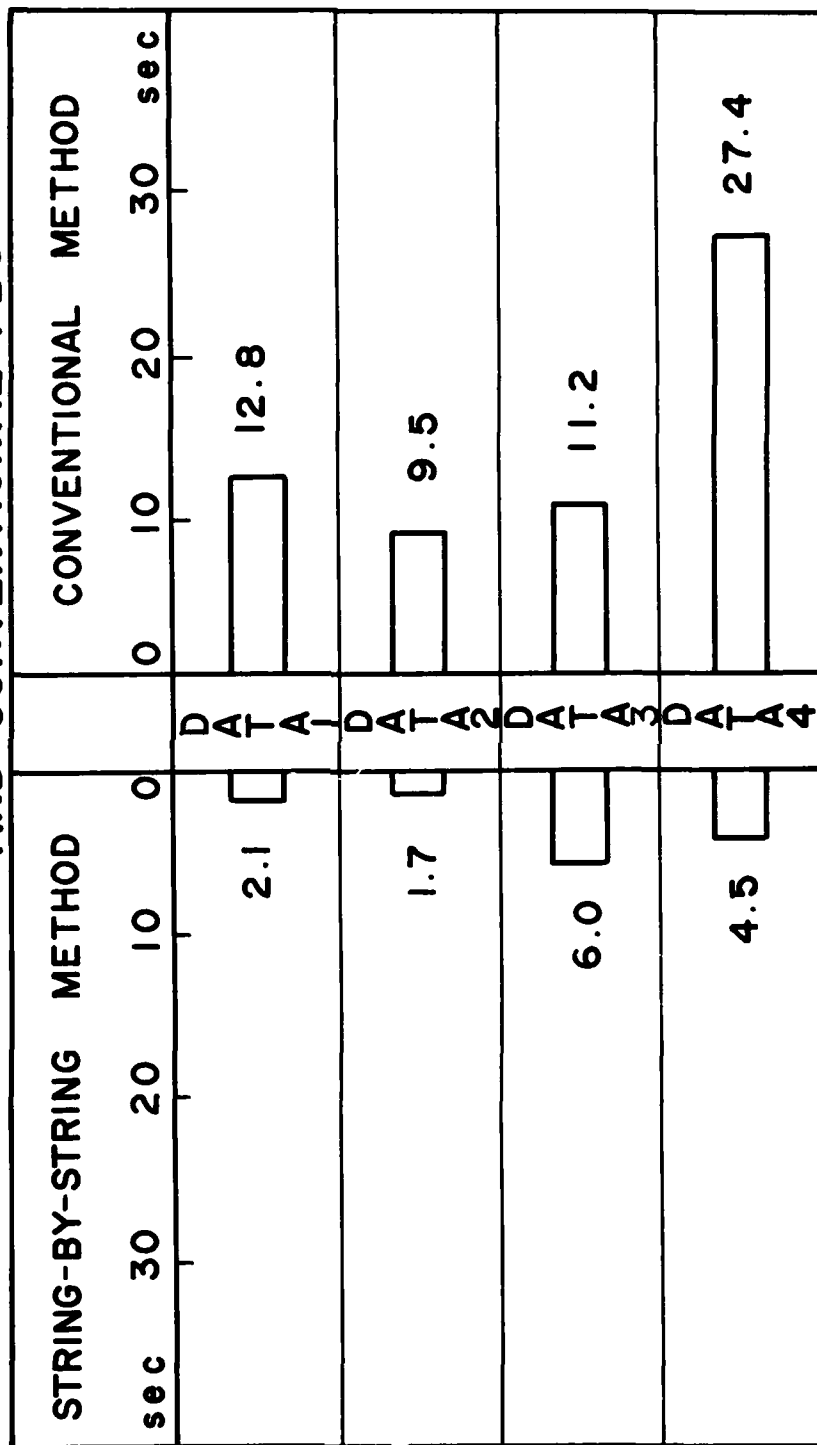 STRING-BY-STRING METHOD
CONVENTIONAL METHOD
sec 30 20 10 0
0 10 20 30 sec
2.1
DATA1
12.8
1.7
DATA2
9.5
6.0
DATA3
11.2
4.5
DATA4
27.4